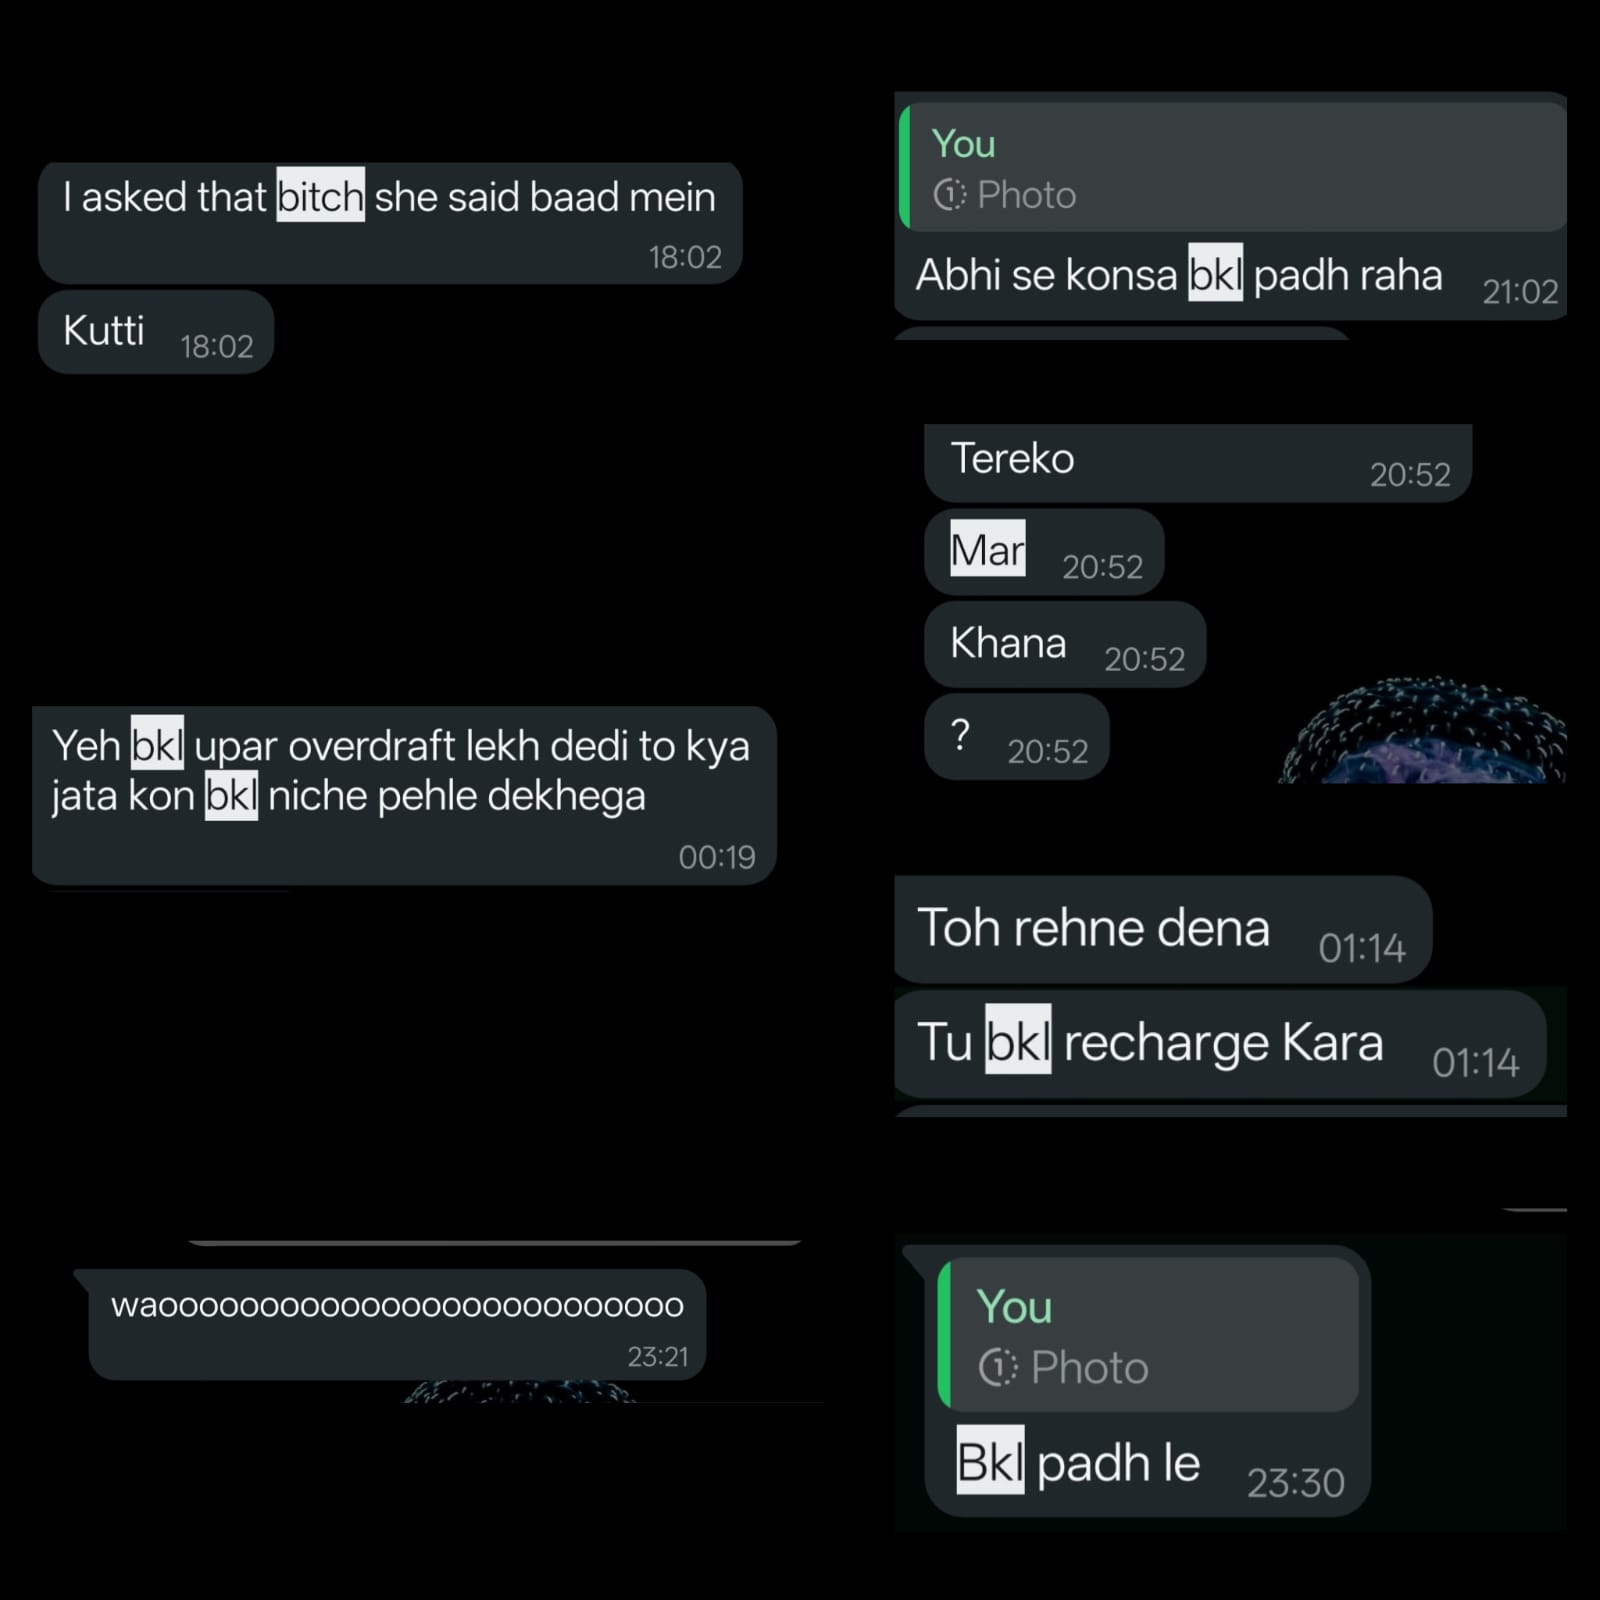 I asked that bitch she said baad mein
18:02
Kutti 18:02
Yeh bkl upar overdraft lekh dedi to kya
jata kon bkl niche pehle dekhega
00:19
waoooooooooooooooooooooooooo
23:21
You
Photo
Abhi se konsa bkl padh raha 21:02
Tereko 20:52
Mar 20:52
Khana 20:52
? 20:52
Toh rehne dena 01:14
Tu bkl recharge Kara 01:14
You
Photo
Bkl padh le 23:30